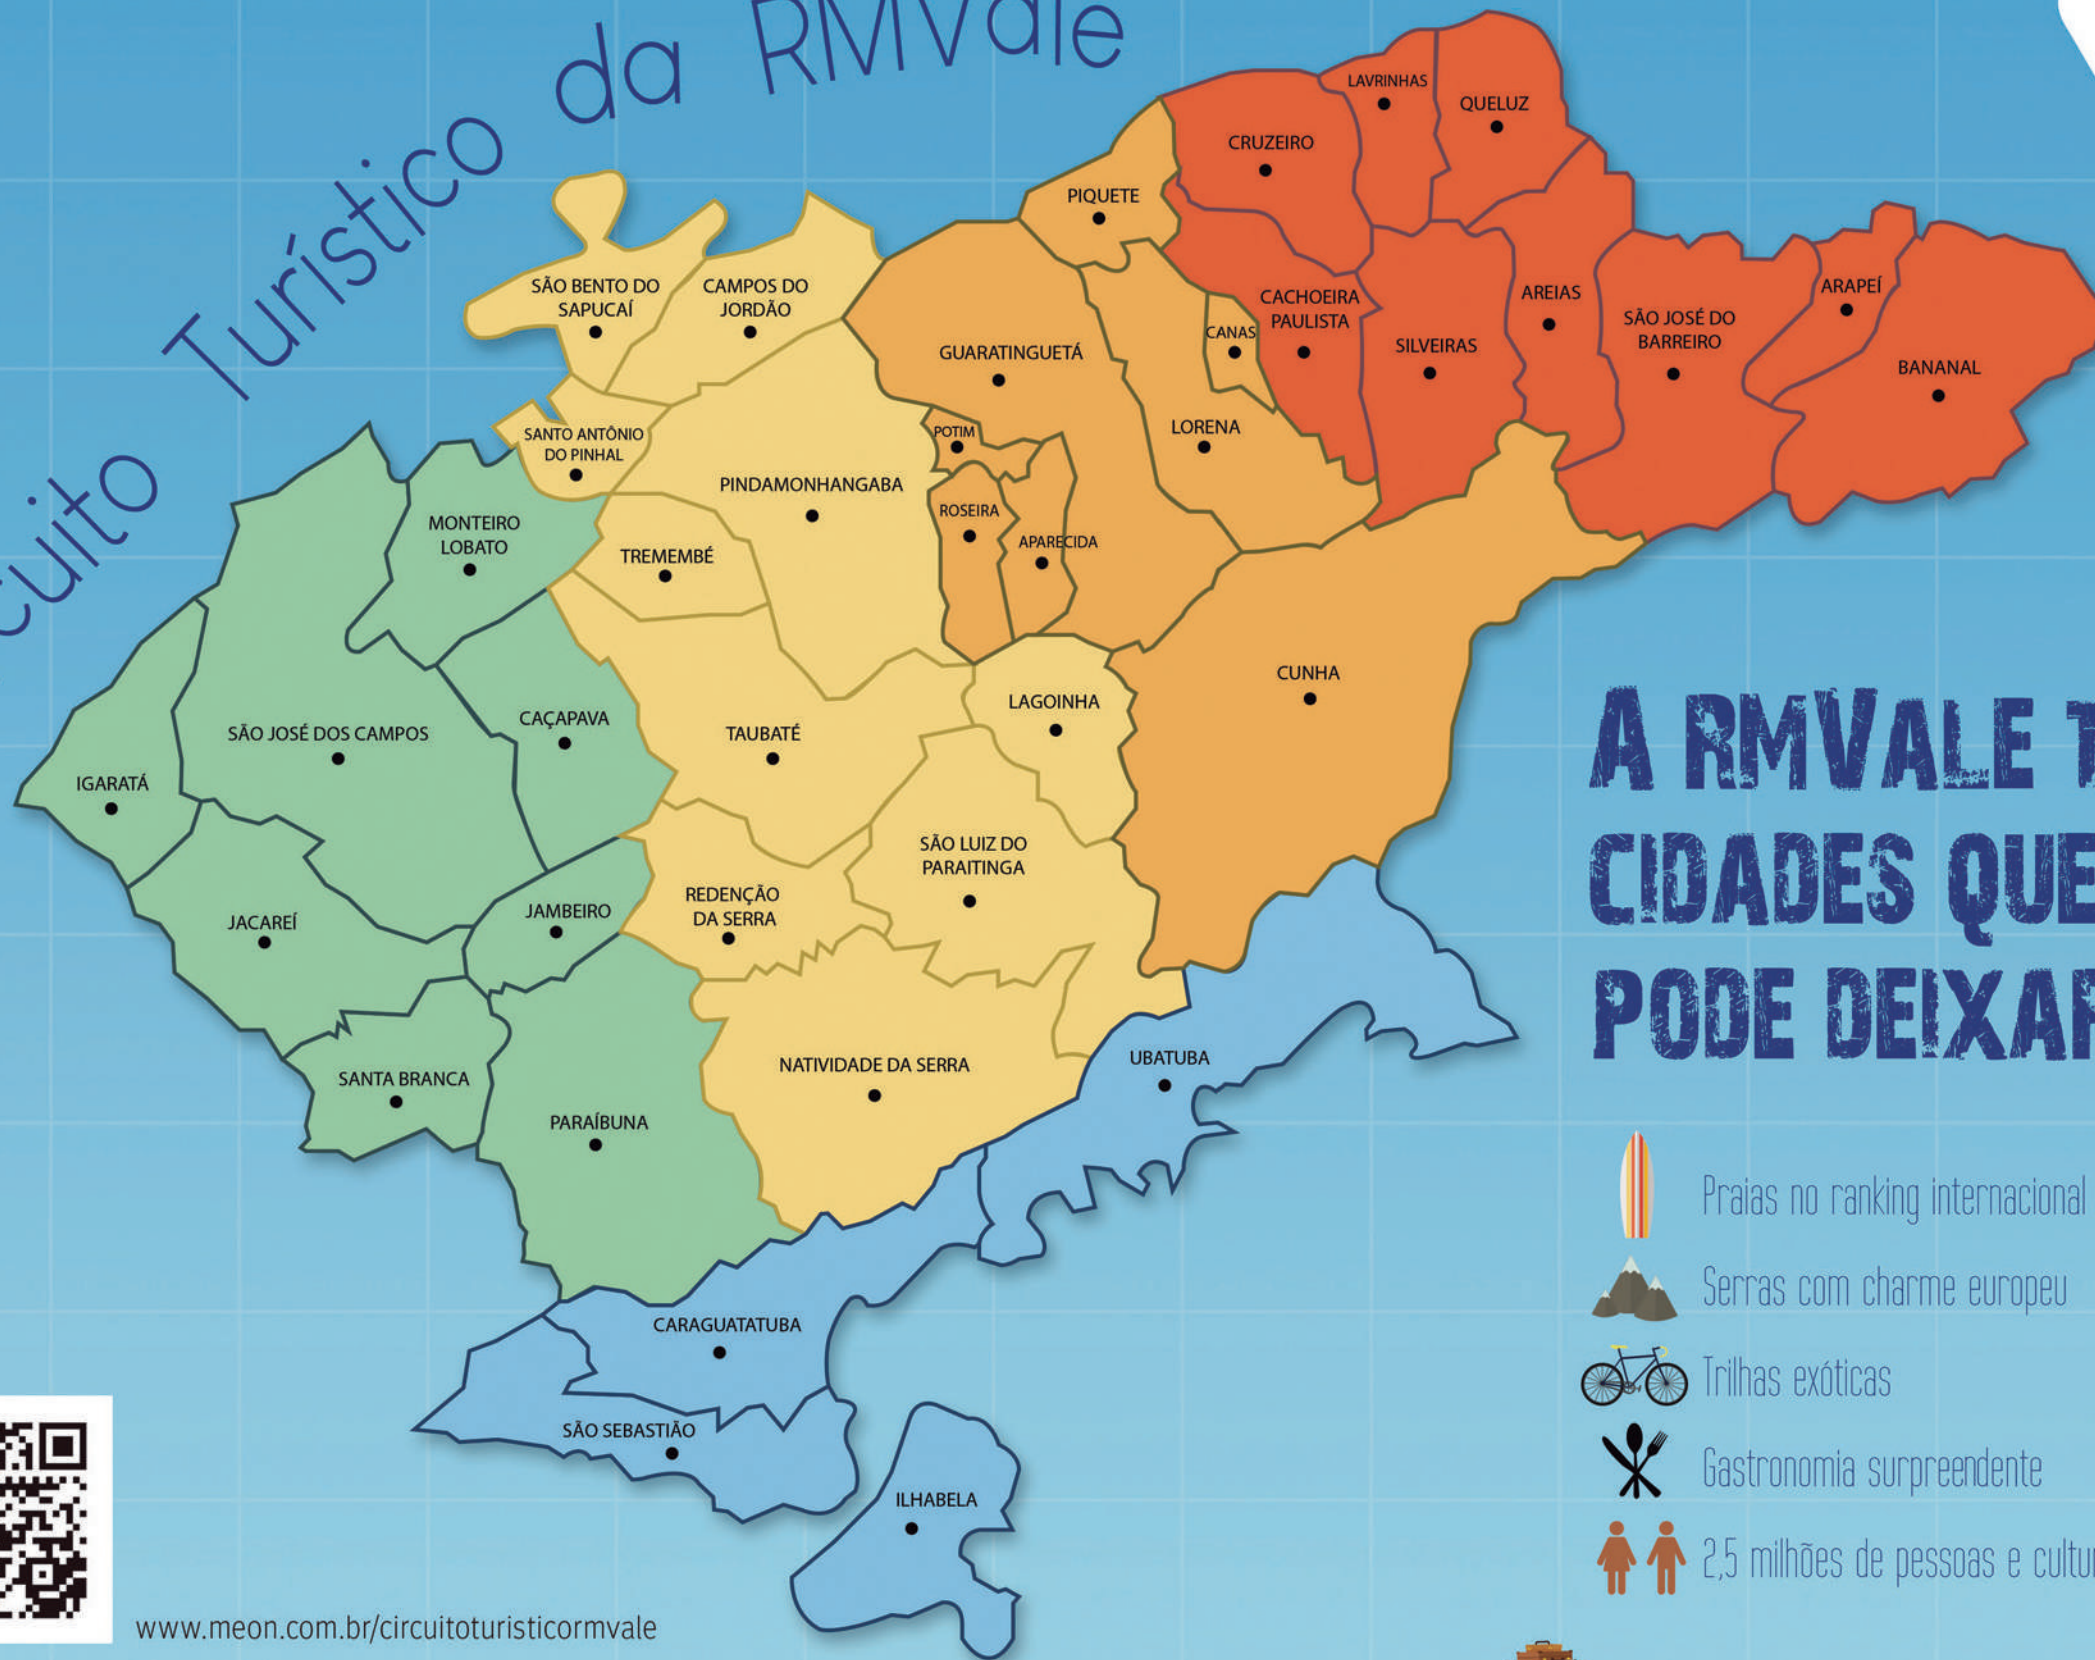 Turístico da RMVale
LAVRINHAS
QUELUZ
CRUZEIRO
PIQUETE
SÃO BENTO DO
SAPUCAÍ
CAMPOS DO
JORDÃO
CACHOEIRA
PAULISTA
CANAS
AREIAS
ARAPEÍ
SÃO JOSÉ DO
BARREIRO
SILVEIRAS
GUARATINGUETÁ
BANANAL
LORENA
POTIM
SANTO ANTÔNIO
DO PINHAL
PINDAMONHANGABA
ROSEIRA
MONTEIRO
LOBATO
APARECIDA
TREMEMBÉ
CUNHA
LAGOINHA
CAÇAPAVA
SÃO JOSÉ DOS CAMPOS
TAUBATÉ
IGARATÁ
SÃO LUIZ DO
PARAITINGA
REDENÇÃO
DA SERRA
JAMBEIRO
JACAREÍ
UBATUBA
NATIVIDADE DA SERRA
SANTA BRANCA
PARAÍBUNA
CARAGUATATUBA
SÃO SEBASTIÃO
ILHABELA
A RMVALE
CIDADES QUE
PODE DEIXAR
Praias no ranking internacional
Serras com charme europeu
Trilhas exóticas
Gastronomia surpreendente
2,5 milhões de pessoas e
www.meon.com.br/circuitoturisticormvale